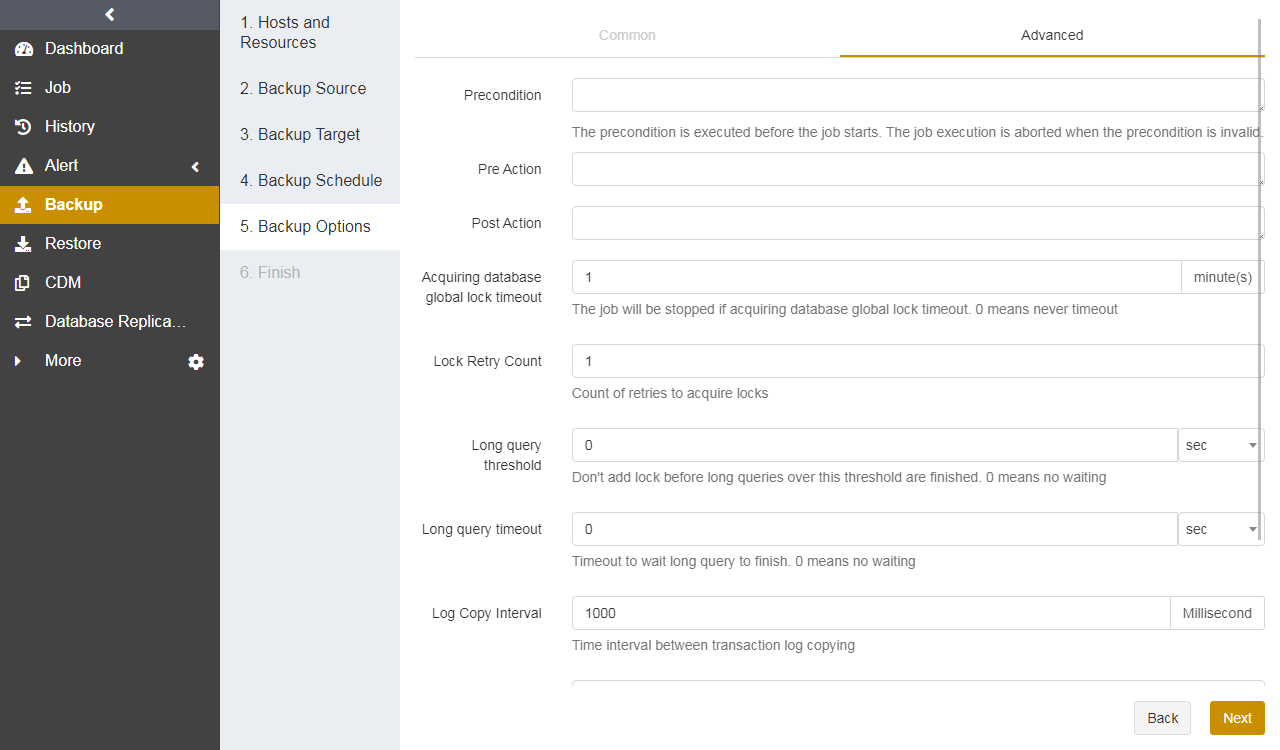 Dashboard
Job
History
Alert
Backup
Restore
CDM
Database Replica...
More
1. Hosts and
Resources
2. Backup Source
3. Backup Target
4. Backup Schedule
5. Backup Options
6. Finish
Common
Advanced
Precondition
The precondition is executed before the job starts. The job execution is aborted when the precondition is invalid.
Pre Action
Post Action
Acquiring database
global lock timeout
1
minute(s)
The job will be stopped if acquiring database global lock timeout. 0 means never timeout
Lock Retry Count
1
Count of retries to acquire locks
Long query
threshold
0
sec
Don't add lock before long queries over this threshold are finished. 0 means no waiting
Long query timeout
0
sec
Timeout to wait long query to finish. 0 means no waiting
Log Copy Interval
1000
Millisecond
Time interval between transaction log copying
Back
Next